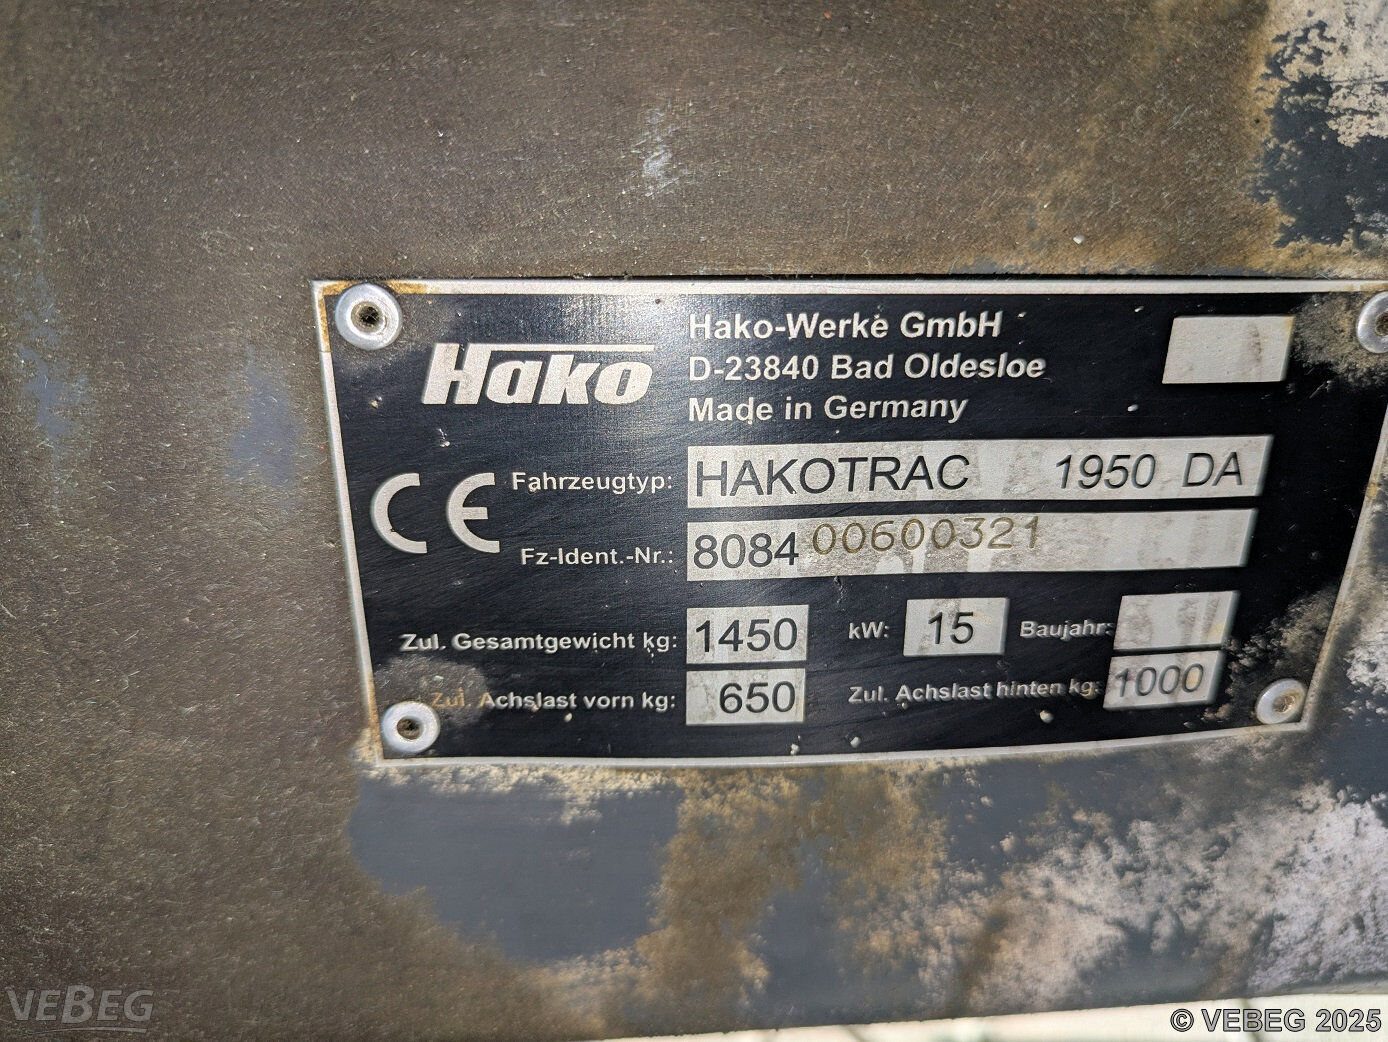 Hako
Hako-Werke GmbH
D-23840 Bad Oldesloe
Made in Germany
CE
Fahrzeugtyp: HAKOTRAC 1950 DA
Fz-Ident.-Nr.: 808400600321
Zul. Gesamtgewicht kg: 1450 kW: 15 Baujahr:
Zul. Achslast vorn kg: 650 Zul. Achslast hinten kg: 1000
VEBEG
© VEBEG 2025